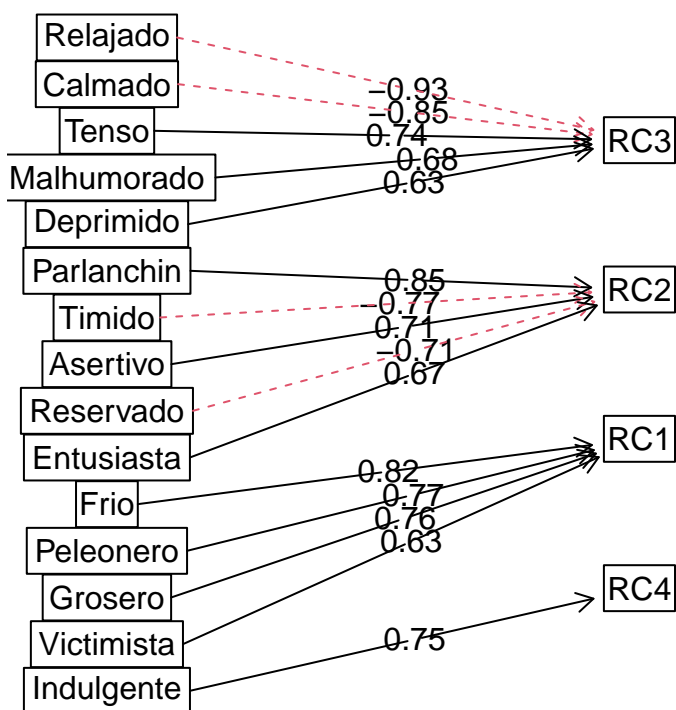 Relajado
Calmado
Tenso
Malhumorado
Deprimido
Parlanchin
Timido
Asertivo
Reservado
Entusiasta
Frio
Peleonero
Grosero
Victimista
Indulgente
−0.93
−0.85
0.74
0.68
0.63
0.85
−0.77
0.71
−0.71
0.67
0.82
0.77
0.76
0.63
0.75
RC3
RC2
RC1
RC4